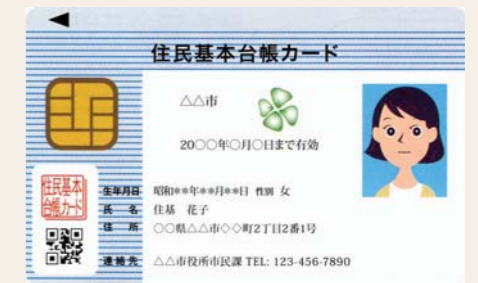 住民基本台帳カード
△△市
20○○年○月○日まで有効
住民基本
台帳カード
生年月日 昭和**年**月**日 性別 女
氏 名 住基 花子
住 所 ○○県△△市◇◇町2丁目2番1号
連絡先 △△市役所市民課 TEL: 123-456-7890